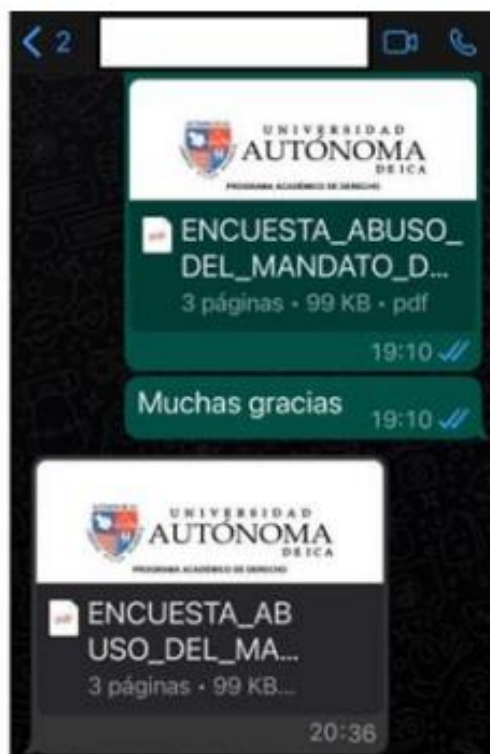 2
UNIVERSIDAD
AUTÓNOMA
DE ICA
PROGRAMA ACADÉMICO DE DERECHO
pdf
ENCUESTA_ABUSO_
DEL_MANDATO_D...
3 páginas • 99 KB • pdf
19:10
Muchas gracias
19:10
UNIVERSIDAD
AUTÓNOMA
DE ICA
PROGRAMA ACADÉMICO DE DERECHO
pdf
ENCUESTA_AB
USO_DEL_MA...
3 páginas • 99 KB...
20:36